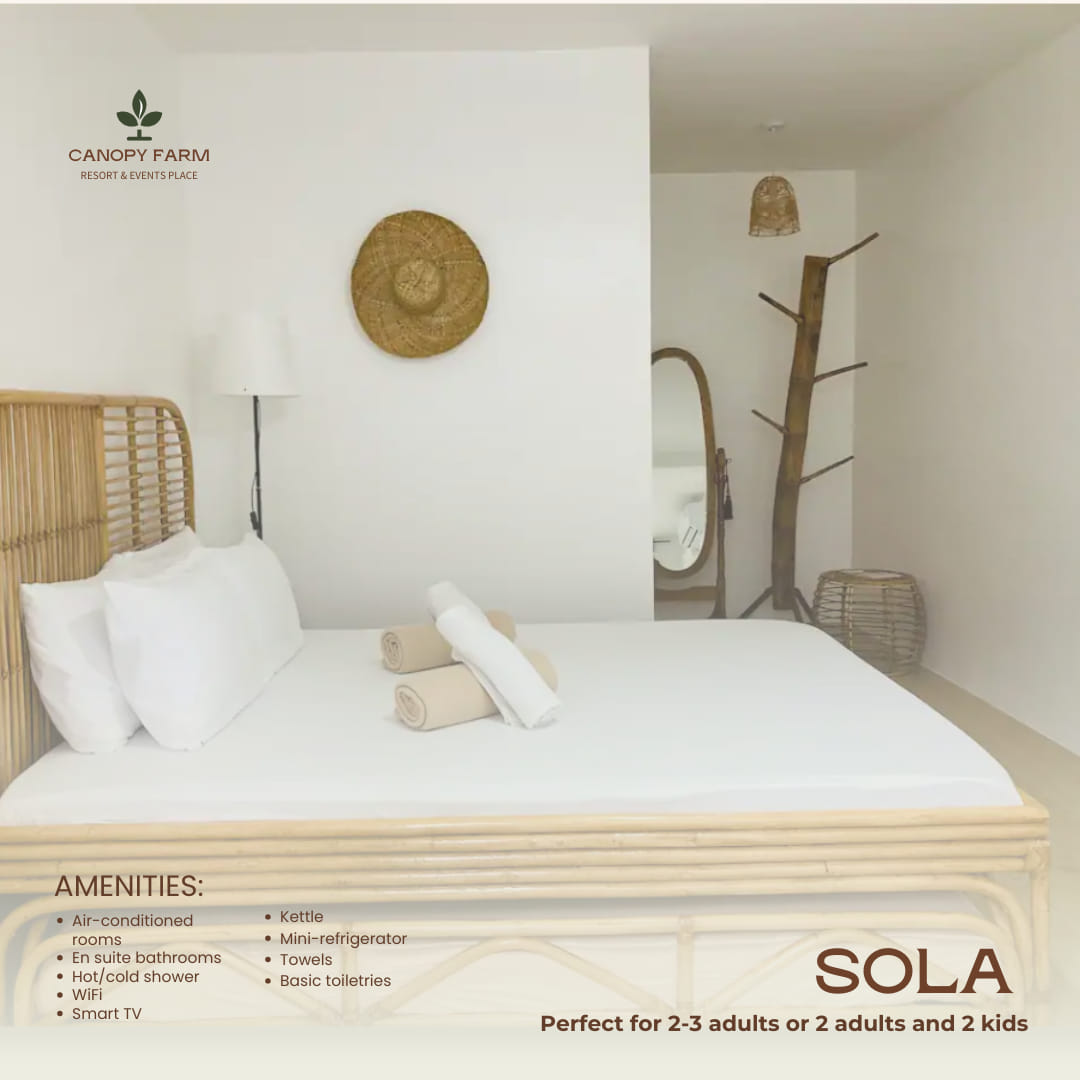 CANOPY FARM
RESORT & EVENTS PLACE
AMENITIES:
• Air-conditioned
rooms
• En suite bathrooms
• Hot/cold shower
• WiFi
• Smart TV
• Kettle
• Mini-refrigerator
• Towels
• Basic toiletries
SOLA
Perfect for 2-3 adults or 2 adults and 2 kids